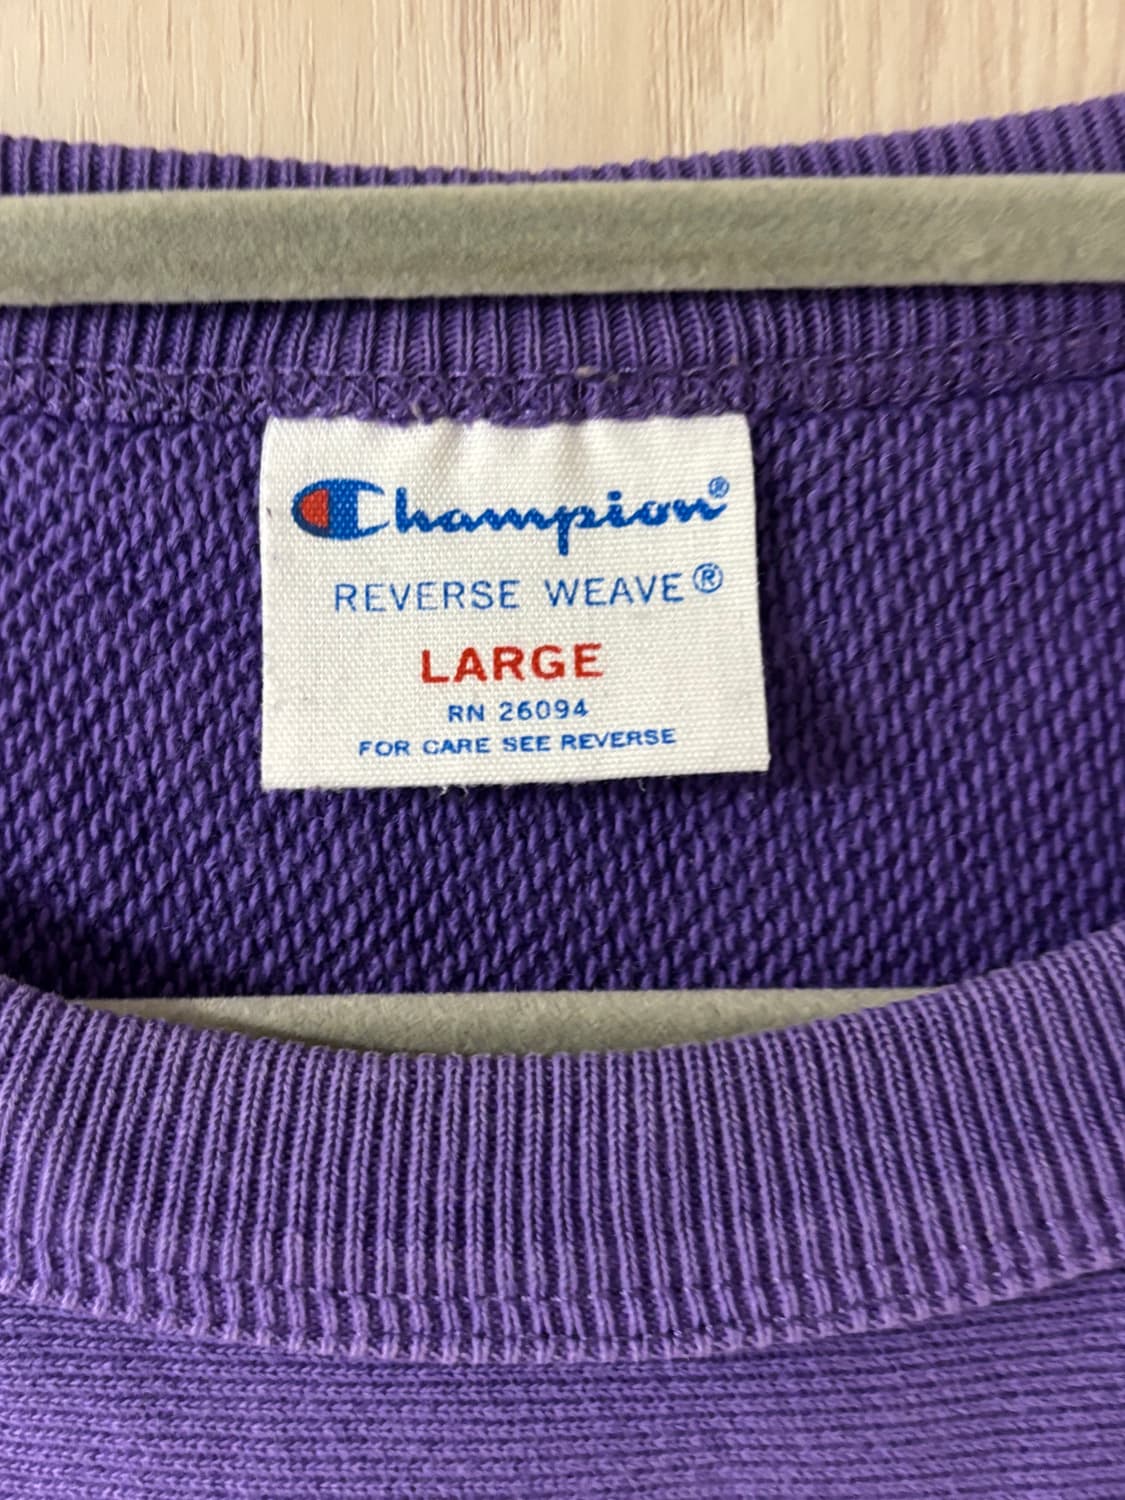 Champion®
REVERSE WEAVE®
LARGE
RN 26094
FOR CARE SEE REVERSE